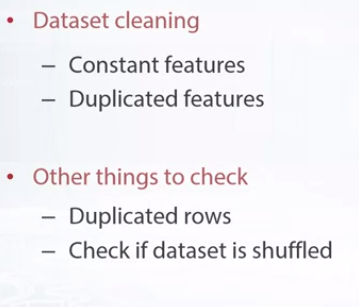 • Dataset cleaning
– Constant features
– Duplicated features
• Other things to check
– Duplicated rows
– Check if dataset is shuffled